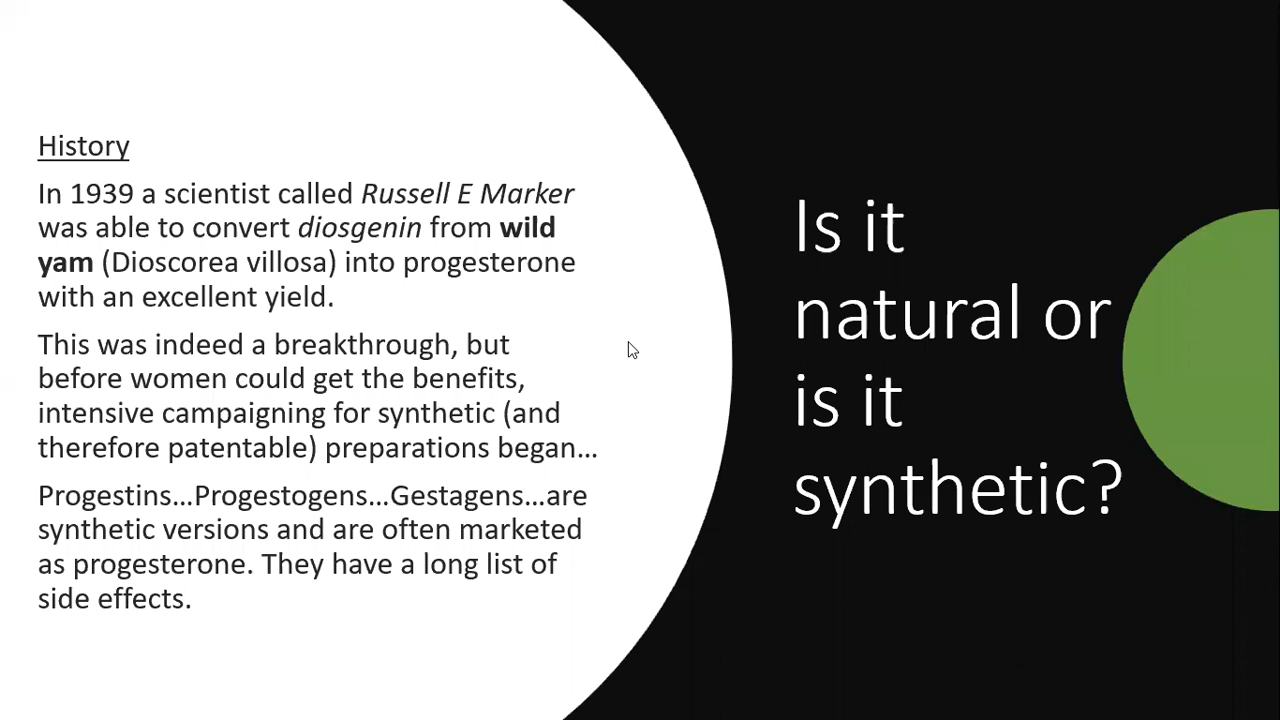 History
In 1939 a scientist called Russell E Marker
was able to convert diosgenin from wild
yam (Dioscorea villosa) into progesterone
with an excellent yield.
This was indeed a breakthrough, but
before women could get the benefits,
intensive campaigning for synthetic (and
therefore patentable) preparations began…
Progestins…Progestogens…Gestagens…are
synthetic versions and are often marketed
as progesterone. They have a long list of
side effects.
Is it
natural or
is it
synthetic?